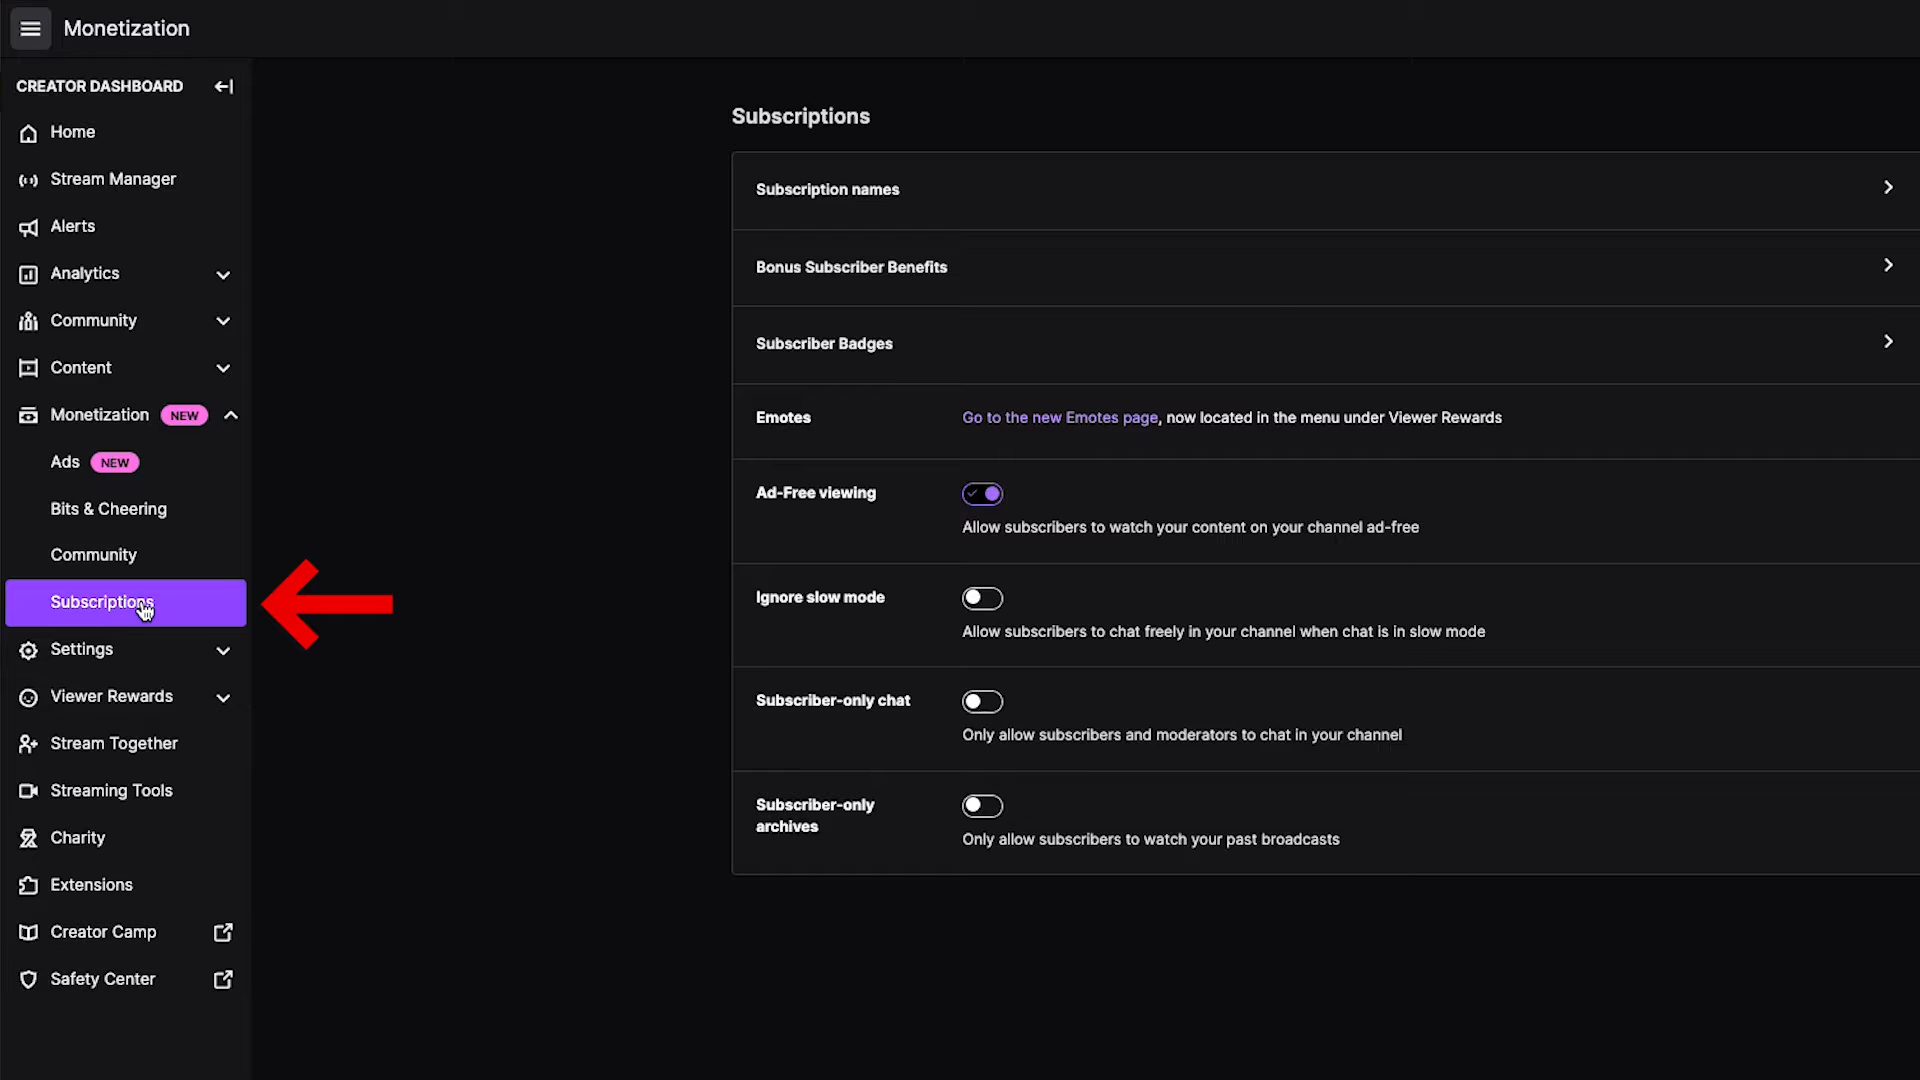 Monetization
CREATOR DASHBOARD
Home
Stream Manager
Alerts
Analytics
Community
Content
Monetization NEW
Ads NEW
Bits & Cheering
Community
Subscriptions
Settings
Viewer Rewards
Stream Together
Streaming Tools
Charity
Extensions
Creator Camp
Safety Center
Subscriptions
Subscription names
Bonus Subscriber Benefits
Subscriber Badges
Emotes
Go to the new Emotes page, now located in the menu under Viewer Rewards
Ad-Free viewing
Allow subscribers to watch your content on your channel ad-free
Ignore slow mode
Allow subscribers to chat freely in your channel when chat is in slow mode
Subscriber-only chat
Only allow subscribers and moderators to chat in your channel
Subscriber-only
archives
Only allow subscribers to watch your past broadcasts